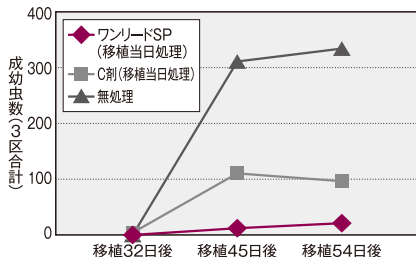 400
300
200
100
0
成幼虫数(3区合計)
ワンリードSP
(移植当日処理)
C剤(移植当日処理)
無処理
移植32日後 移植45日後 移植54日後